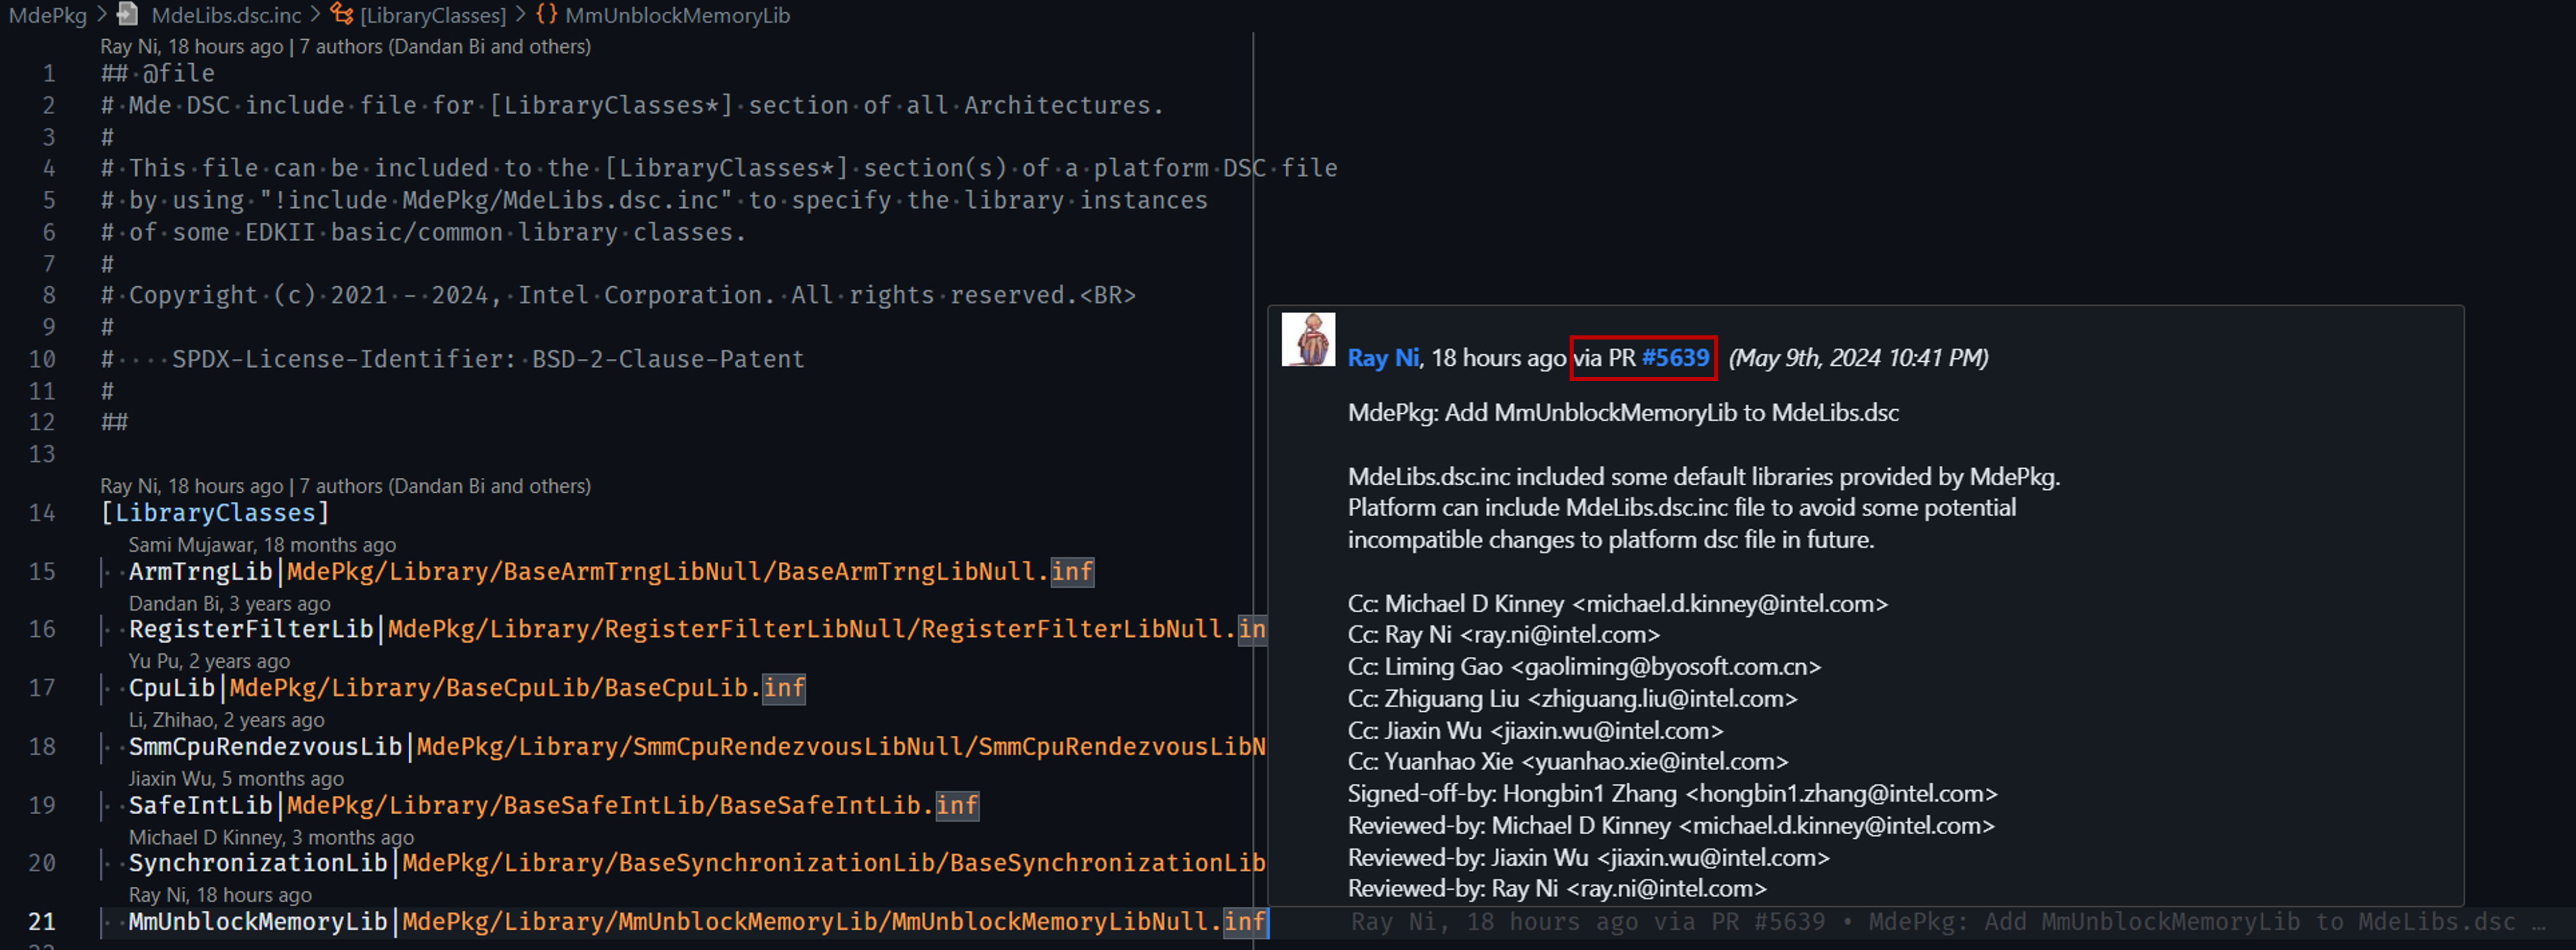 MdePkg > MdeLibs.dsc.inc > [LibraryClasses] > {} MmUnblockMemoryLib
Ray Ni, 18 hours ago | 7 authors (Dandan Bi and others)
1 ## @file
2 # Mde DSC include file for [LibraryClasses*] section of all Architectures.
3 #
4 # This file can be included to the [LibraryClasses*] section(s) of a platform DSC file
5 # by using "!include MdePkg/MdeLibs.dsc.inc" to specify the library instances
6 # of some EDKII basic/common library classes.
7 #
8 # Copyright (c) 2021 - 2024, Intel Corporation. All rights reserved.<BR>
9 #
10 #    SPDX-License-Identifier: BSD-2-Clause-Patent
11 #
12 ##
13
Ray Ni, 18 hours ago | 7 authors (Dandan Bi and others)
14 [LibraryClasses]
Sami Mujawar, 18 months ago
15 ArmTrngLib|MdePkg/Library/BaseArmTrngLibNull/BaseArmTrngLibNull.inf
Dandan Bi, 3 years ago
16 RegisterFilterLib|MdePkg/Library/RegisterFilterLibNull/RegisterFilterLibNull.in
Yu Pu, 2 years ago
17 CpuLib|MdePkg/Library/BaseCpuLib/BaseCpuLib.inf
Li, Zhihao, 2 years ago
18 SmmCpuRendezvousLib|MdePkg/Library/SmmCpuRendezvousLibNull/SmmCpuRendezvousLibN
Jiaxin Wu, 5 months ago
19 SafeIntLib|MdePkg/Library/BaseSafeIntLib/BaseSafeIntLib.inf
Michael D Kinney, 3 months ago
20 SynchronizationLib|MdePkg/Library/BaseSynchronizationLib/BaseSynchronizationLib
Ray Ni, 18 hours ago
21 MmUnblockMemoryLib|MdePkg/Library/MmUnblockMemoryLib/MmUnblockMemoryLibNull.inf
Ray Ni, 18 hours ago via PR #5639 • MdePkg: Add MmUnblockMemoryLib to MdeLibs.dsc …
Ray Ni, 18 hours ago via PR #5639 (May 9th, 2024 10:41 PM)
MdePkg: Add MmUnblockMemoryLib to MdeLibs.dsc
MdeLibs.dsc.inc included some default libraries provided by MdePkg.
Platform can include MdeLibs.dsc.inc file to avoid some potential
incompatible changes to platform dsc file in future.
Cc: Michael D Kinney <michael.d.kinney@intel.com>
Cc: Ray Ni <ray.ni@intel.com>
Cc: Liming Gao <gaoliming@byosoft.com.cn>
Cc: Zhiguang Liu <zhiguang.liu@intel.com>
Cc: Jiaxin Wu <jiaxin.wu@intel.com>
Cc: Yuanhao Xie <yuanhao.xie@intel.com>
Signed-off-by: Hongbin1 Zhang <hongbin1.zhang@intel.com>
Reviewed-by: Michael D Kinney <michael.d.kinney@intel.com>
Reviewed-by: Jiaxin Wu <jiaxin.wu@intel.com>
Reviewed-by: Ray Ni <ray.ni@intel.com>